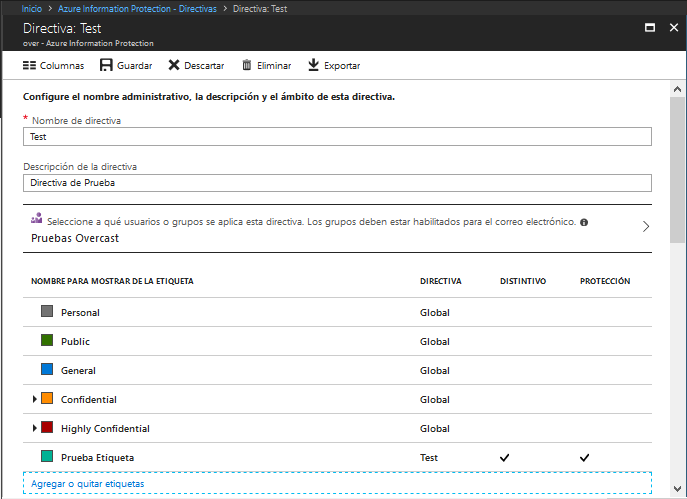 Inicio > Azure Information Protection - Directivas > Directiva: Test
Directiva: Test
over - Azure Information Protection
Columnas Guardar Descartar Eliminar Exportar
Configure el nombre administrativo, la descripción y el ámbito de esta directiva.
* Nombre de directiva
Test
Descripción de la directiva
Directiva de Prueba
Seleccione a qué usuarios o grupos se aplica esta directiva. Los grupos deben estar habilitados para el correo electrónico.
Pruebas Overcast
NOMBRE PARA MOSTRAR DE LA ETIQUETA DIRECTIVA DISTINTIVO PROTECCIÓN
Personal Global
Public Global
General Global
Confidential Global
Highly Confidential Global
Prueba Etiqueta Test ✓ ✓
Agregar o quitar etiquetas